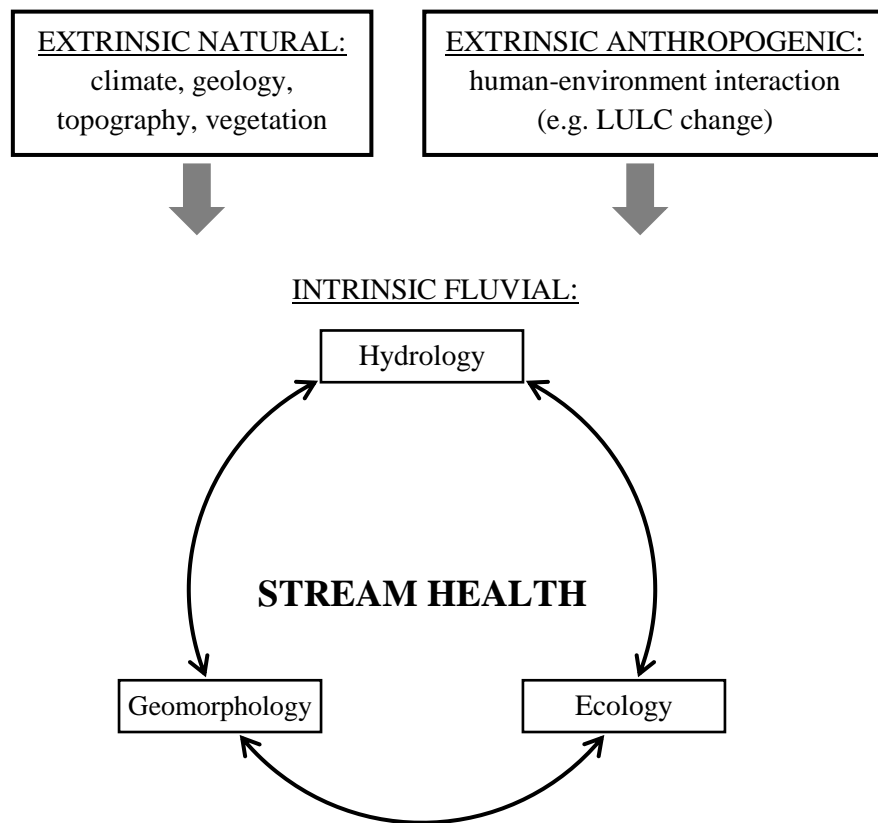 EXTRINSIC NATURAL:
climate, geology,
topography, vegetation
EXTRINSIC ANTHROPOGENIC:
human-environment interaction
(e.g. LULC change)
INTRINSIC FLUVIAL:
Hydrology
STREAM HEALTH
Geomorphology
Ecology